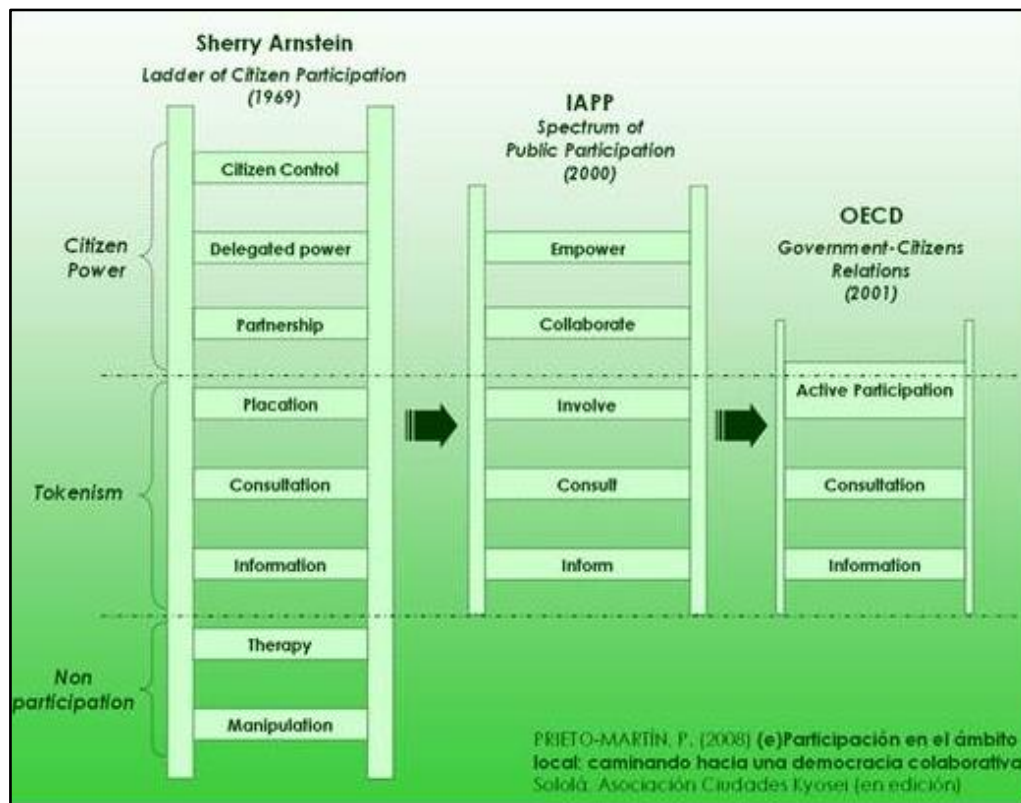 Sherry Arnstein
Ladder of Citizen Participation
(1969)
Citizen Control
Delegated power
Partnership
Placation
Consultation
Information
Therapy
Manipulation
Citizen
Power
Tokenism
Non
participation
IAPP
Spectrum of
Public Participation
(2000)
Empower
Collaborate
Involve
Consult
Inform
OECD
Government-Citizens
Relations
(2001)
Active Participation
Consultation
Information
PRIETO-MARTÍN, P. (2008) (e)Participación en el ámbito
local: caminando hacia una democracia colaborativa
Sololá: Asociación Ciudades Kyosei (en edición)